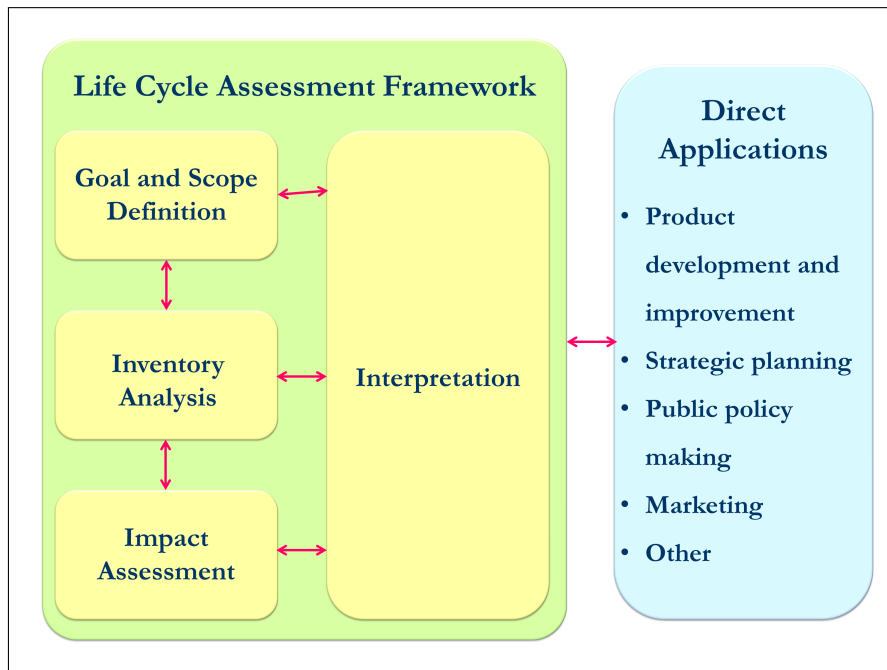 Life Cycle Assessment Framework
Goal and Scope
Definition
Inventory
Analysis
Impact
Assessment
Interpretation
Direct
Applications
• Product
development and
improvement
• Strategic planning
• Public policy
making
• Marketing
• Other